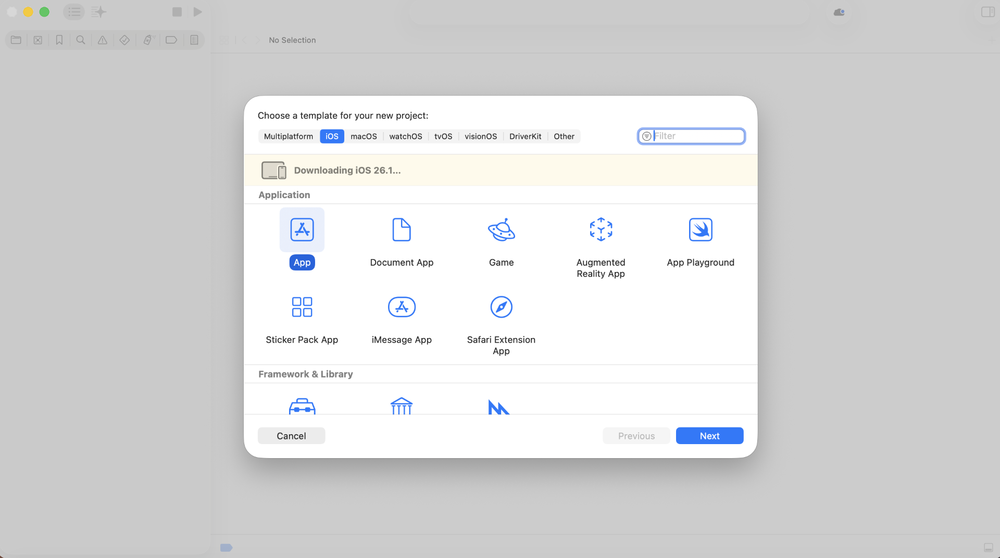 No Selection
Choose a template for your new project:
Multiplatform iOS macOS watchOS tvOS visionOS DriverKit Other
Filter
Downloading iOS 26.1...
Application
App
Document App
Game
Augmented
Reality App
App Playground
Sticker Pack App
iMessage App
Safari Extension
App
Framework & Library
Cancel
Previous
Next